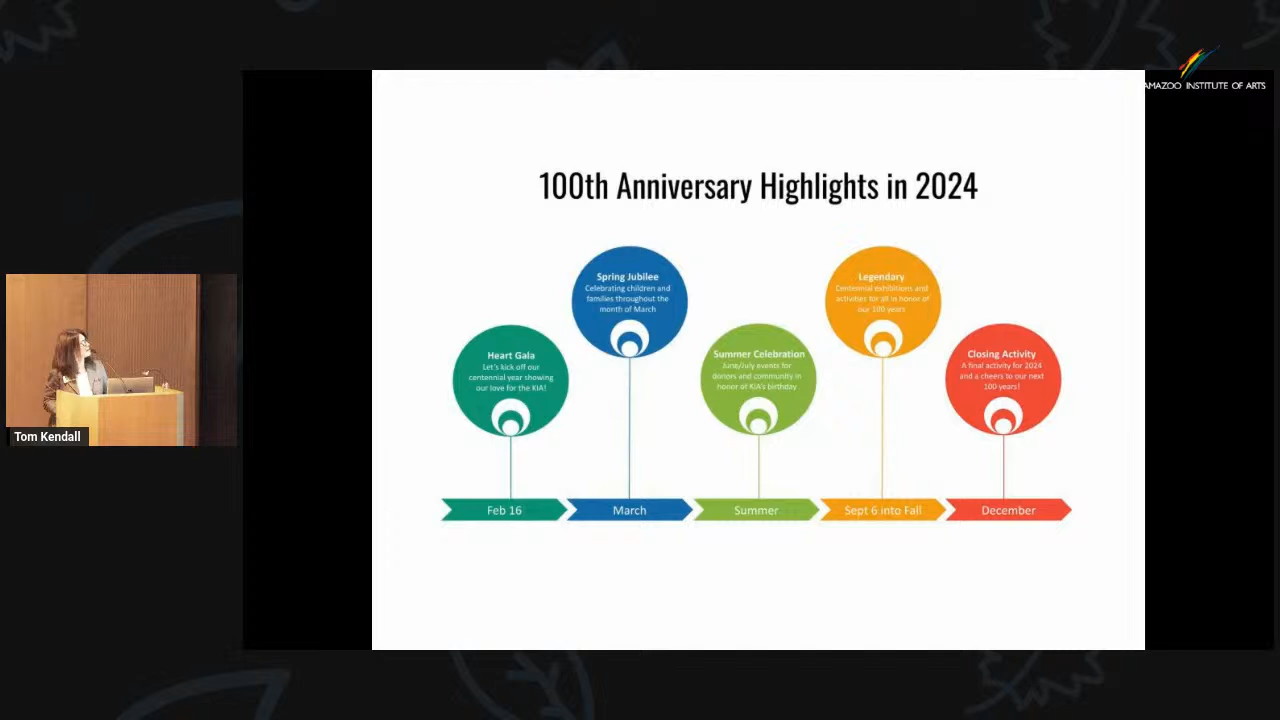 AMAZOO INSTITUTE OF ARTS
100th Anniversary Highlights in 2024
Heart Gala
Let's kick off our
centennial year showing
our love for the KIA!
Spring Jubilee
Celebrating children and
families throughout the
month of March
Summer Celebration
June/July events for
donors and community in
honor of KIA's birthday
Legendary
Centennial exhibitions and
activities for all in honor of
our 100 years
Closing Activity
A final activity for 2024
and a cheers to our next
100 years!
Feb 16
March
Summer
Sept 6 into Fall
December
Tom Kendall